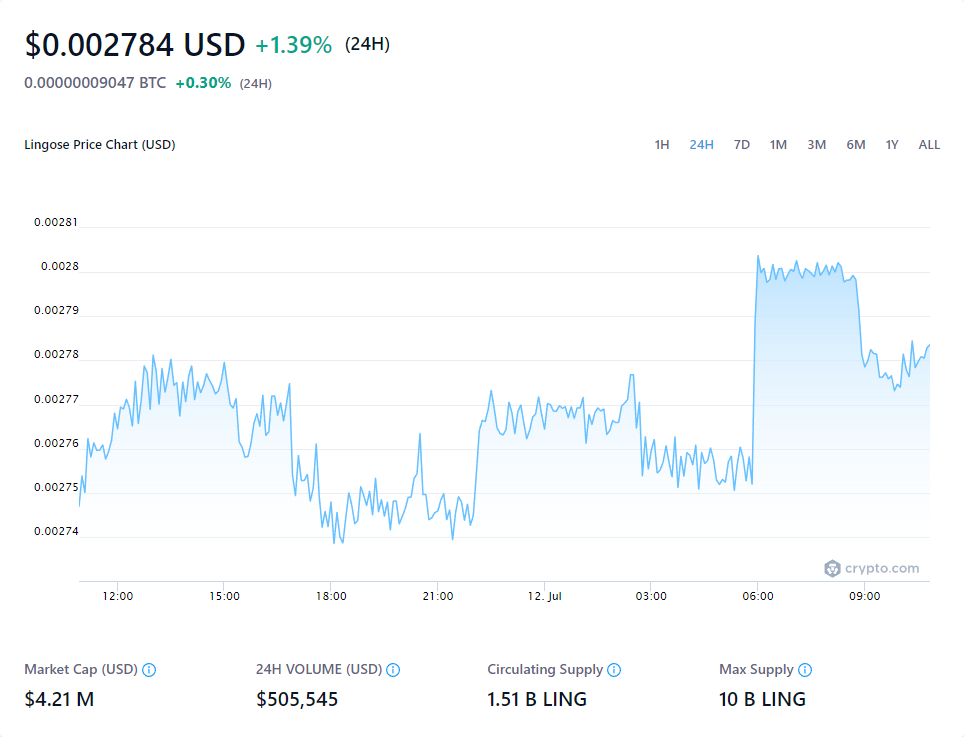 $0.002784 USD +1.39% (24H)
0.00000009047 BTC +0.30% (24H)
Lingose Price Chart (USD) 1H 24H 7D 1M 3M 6M 1Y ALL
0.00281
0.0028
0.00279
0.00278
0.00277
0.00276
0.00275
0.00274
crypto.com
12:00 15:00 18:00 21:00 12. Jul 03:00 06:00 09:00
Market Cap (USD) 24H VOLUME (USD) Circulating Supply Max Supply
$4.21 M $505,545 1.51 B LING 10 B LING